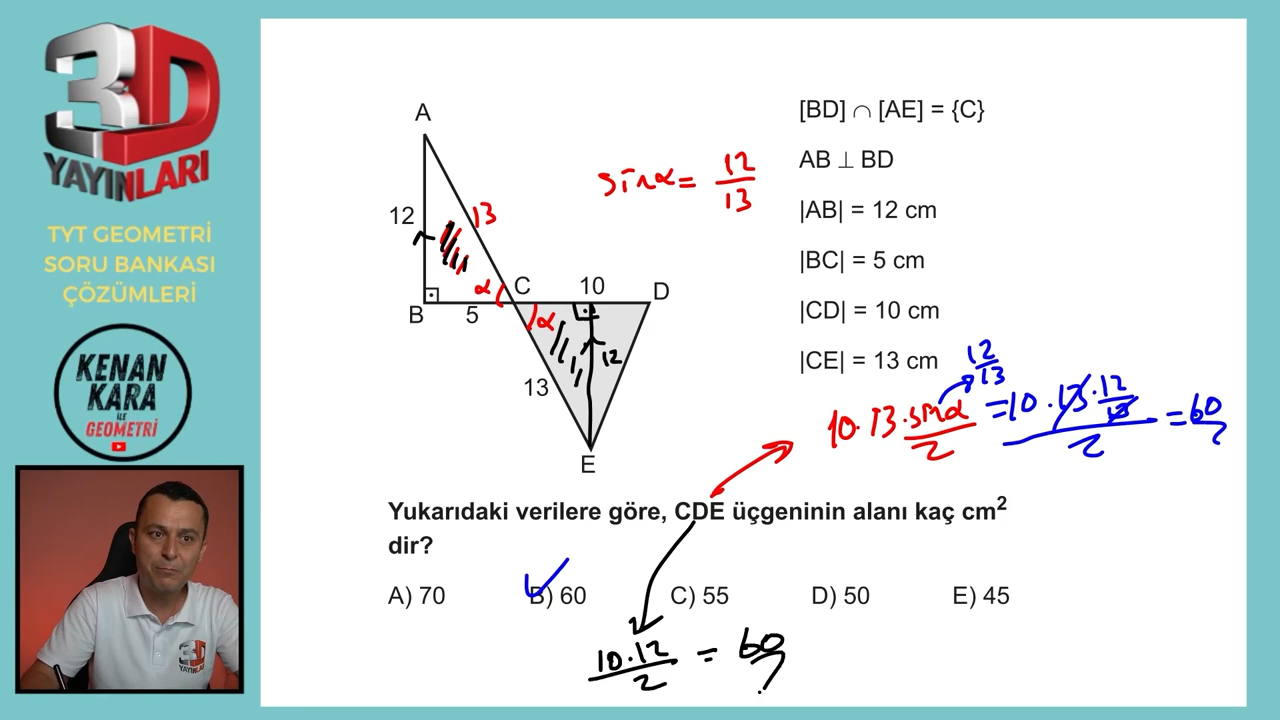 3D
YAYINLARI
TYT GEOMETRİ
SORU BANKASI
ÇÖZÜMLERİ
KENAN
KARA
İLE
GEOMETRİ
3D
YAYINLARI
A
12
13
α
B
5
C
10
D
α
12
13
E
sinα = 12/13
[BD] ∩ [AE] = {C}
AB ⊥ BD
|AB| = 12 cm
|BC| = 5 cm
|CD| = 10 cm
|CE| = 13 cm
12/13
10·13·sinα/2 = 10·13·12/13/2 = 60
Yukarıdaki verilere göre, CDE üçgeninin alanı kaç cm²
dir?
A) 70 B) 60 C) 55 D) 50 E) 45
10·12/2 = 60